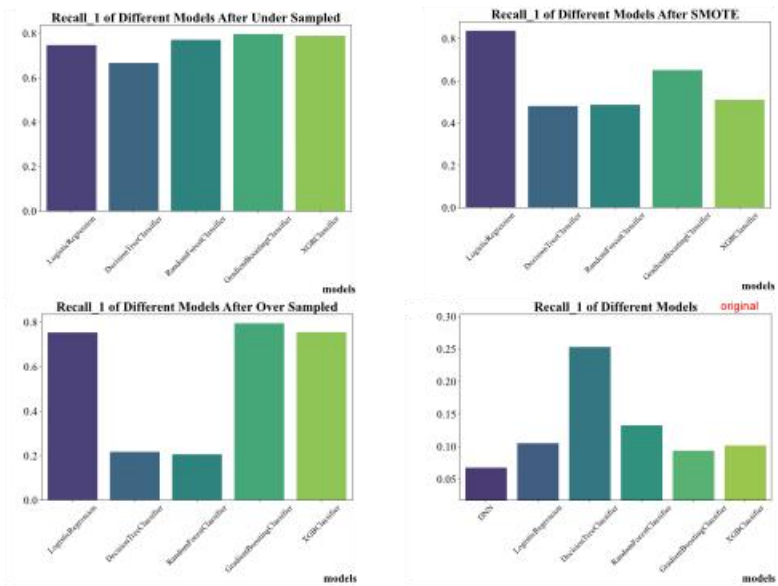 Recall_1 of Different Models After Under Sampled
0.8
0.6
0.4
0.2
0.0
LogisticRegression
DecisionTreeClassifier
RandomForestClassifier
GradientBoostingClassifier
XGBClassifier
models
Recall_1 of Different Models After SMOTE
0.8
0.6
0.4
0.2
0.0
LogisticRegression
DecisionTreeClassifier
RandomForestClassifier
GradientBoostingClassifier
XGBClassifier
models
Recall_1 of Different Models After Over Sampled
0.8
0.6
0.4
0.2
0.0
LogisticRegression
DecisionTreeClassifier
RandomForestClassifier
GradientBoostingClassifier
XGBClassifier
models
Recall_1 of Different Models original
0.30
0.25
0.20
0.15
0.10
0.05
DNN
LogisticRegression
DecisionTreeClassifier
RandomForestClassifier
GradientBoostingClassifier
XGBClassifier
models